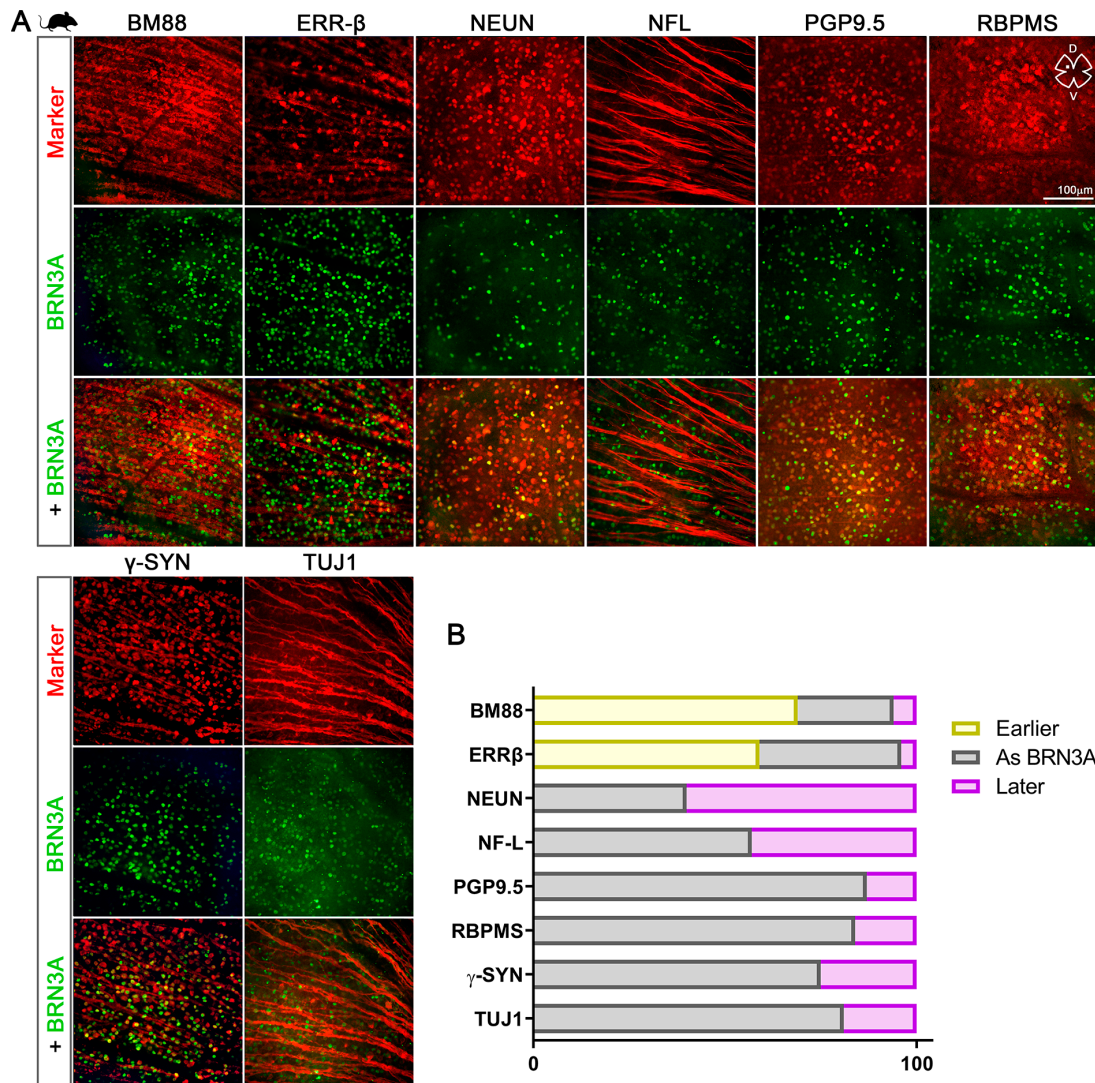 A
BM88 ERR-β NEUN NFL PGP9.5 RBPMS
Marker
D
V
100μm
BRN3A
+ BRN3A
γ-SYN TUJ1
Marker
BRN3A
+ BRN3A
B
BM88
ERRβ
NEUN
NF-L
PGP9.5
RBPMS
γ-SYN
TUJ1
0 100
Earlier
As BRN3A
Later